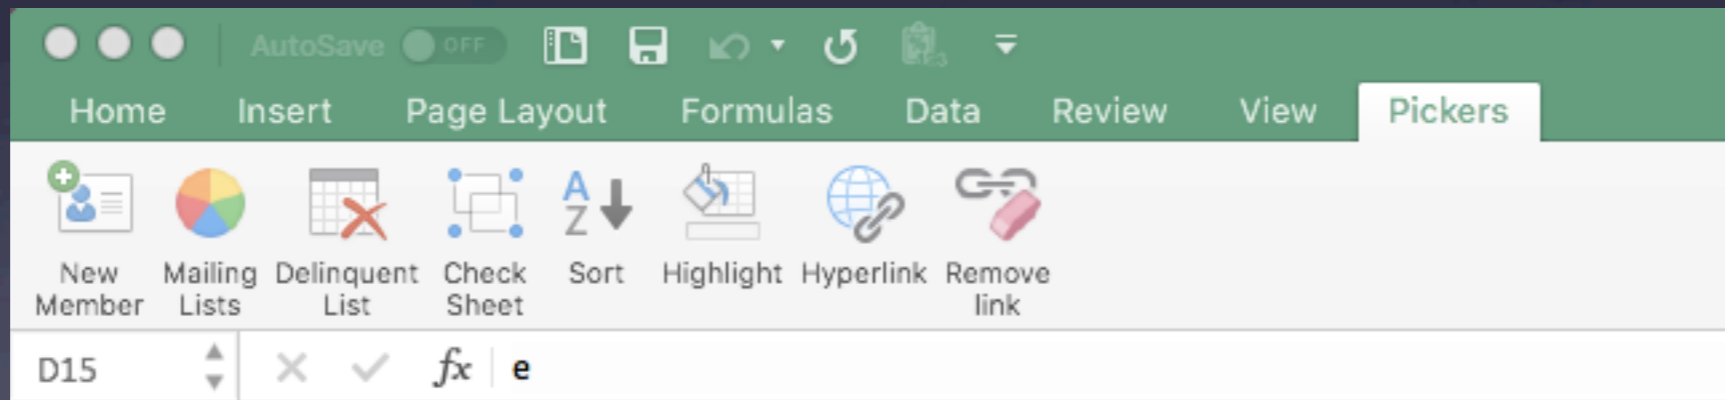 AutoSave OFF
Home Insert Page Layout Formulas Data Review View Pickers
A
Z
New Member
Mailing Lists
Delinquent List
Check Sheet
Sort
Highlight
Hyperlink
Remove link
D15 fx e